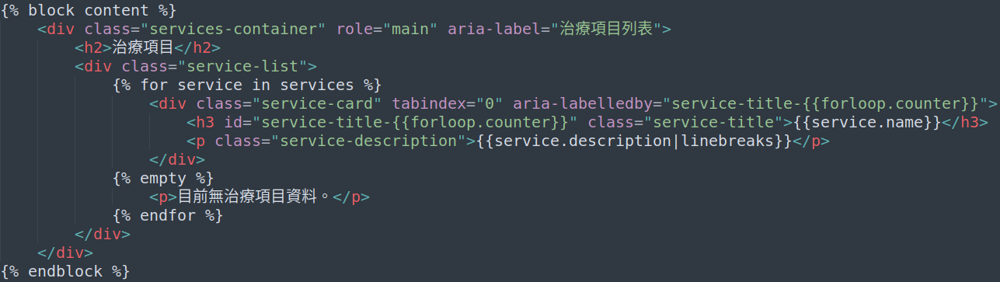 {% block content %}
<div class="services-container" role="main" aria-label="治療項目列表">
<h2>治療項目</h2>
<div class="service-list">
{% for service in services %}
<div class="service-card" tabindex="0" aria-labelledby="service-title-{{forloop.counter}}">
<h3 id="service-title-{{forloop.counter}}" class="service-title">{{service.name}}</h3>
<p class="service-description">{{service.description|linebreaks}}</p>
</div>
{% empty %}
<p>目前無治療項目資料。</p>
{% endfor %}
</div>
</div>
{% endblock %}